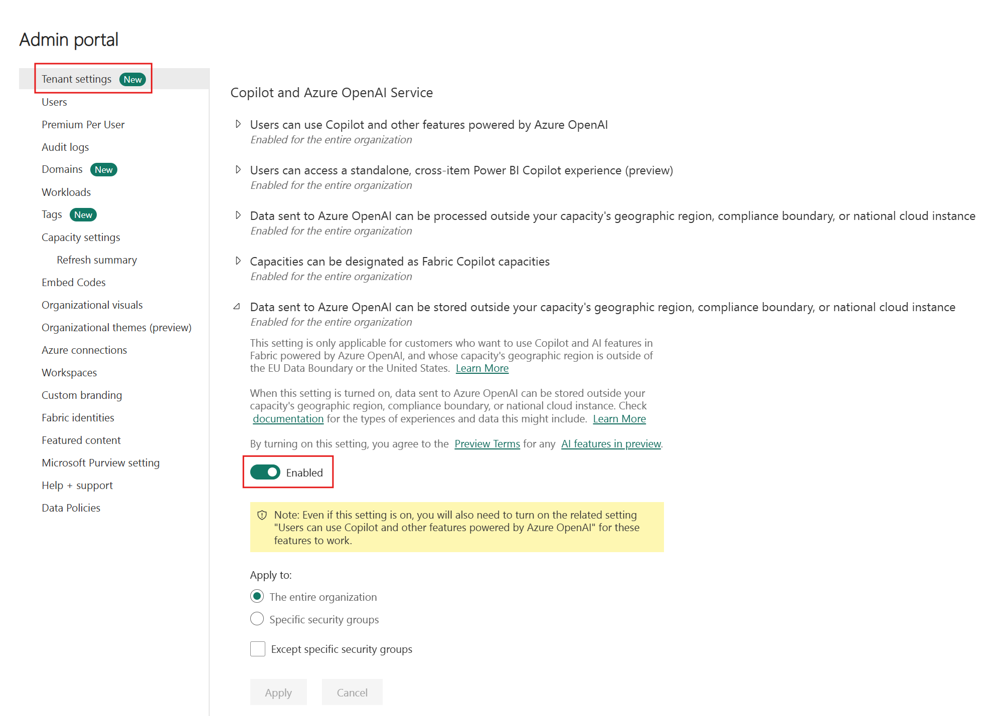 Admin portal
Tenant settings New
Users
Premium Per User
Audit logs
Domains New
Workloads
Tags New
Capacity settings
Refresh summary
Embed Codes
Organizational visuals
Organizational themes (preview)
Azure connections
Workspaces
Custom branding
Fabric identities
Featured content
Microsoft Purview setting
Help + support
Data Policies
Copilot and Azure OpenAI Service
Users can use Copilot and other features powered by Azure OpenAI
Enabled for the entire organization
Users can access a standalone, cross-item Power BI Copilot experience (preview)
Enabled for the entire organization
Data sent to Azure OpenAI can be processed outside your capacity's geographic region, compliance boundary, or national cloud instance
Enabled for the entire organization
Capacities can be designated as Fabric Copilot capacities
Enabled for the entire organization
Data sent to Azure OpenAI can be stored outside your capacity's geographic region, compliance boundary, or national cloud instance
Enabled for the entire organization
This setting is only applicable for customers who want to use Copilot and AI features in
Fabric powered by Azure OpenAI, and whose capacity's geographic region is outside of
the EU Data Boundary or the United States. Learn More
When this setting is turned on, data sent to Azure OpenAI can be stored outside your
capacity's geographic region, compliance boundary, or national cloud instance. Check
documentation for the types of experiences and data this might include. Learn More
By turning on this setting, you agree to the Preview Terms for any AI features in preview.
Enabled
Note: Even if this setting is on, you will also need to turn on the related setting
"Users can use Copilot and other features powered by Azure OpenAI" for these
features to work.
Apply to:
The entire organization
Specific security groups
Except specific security groups
Apply Cancel